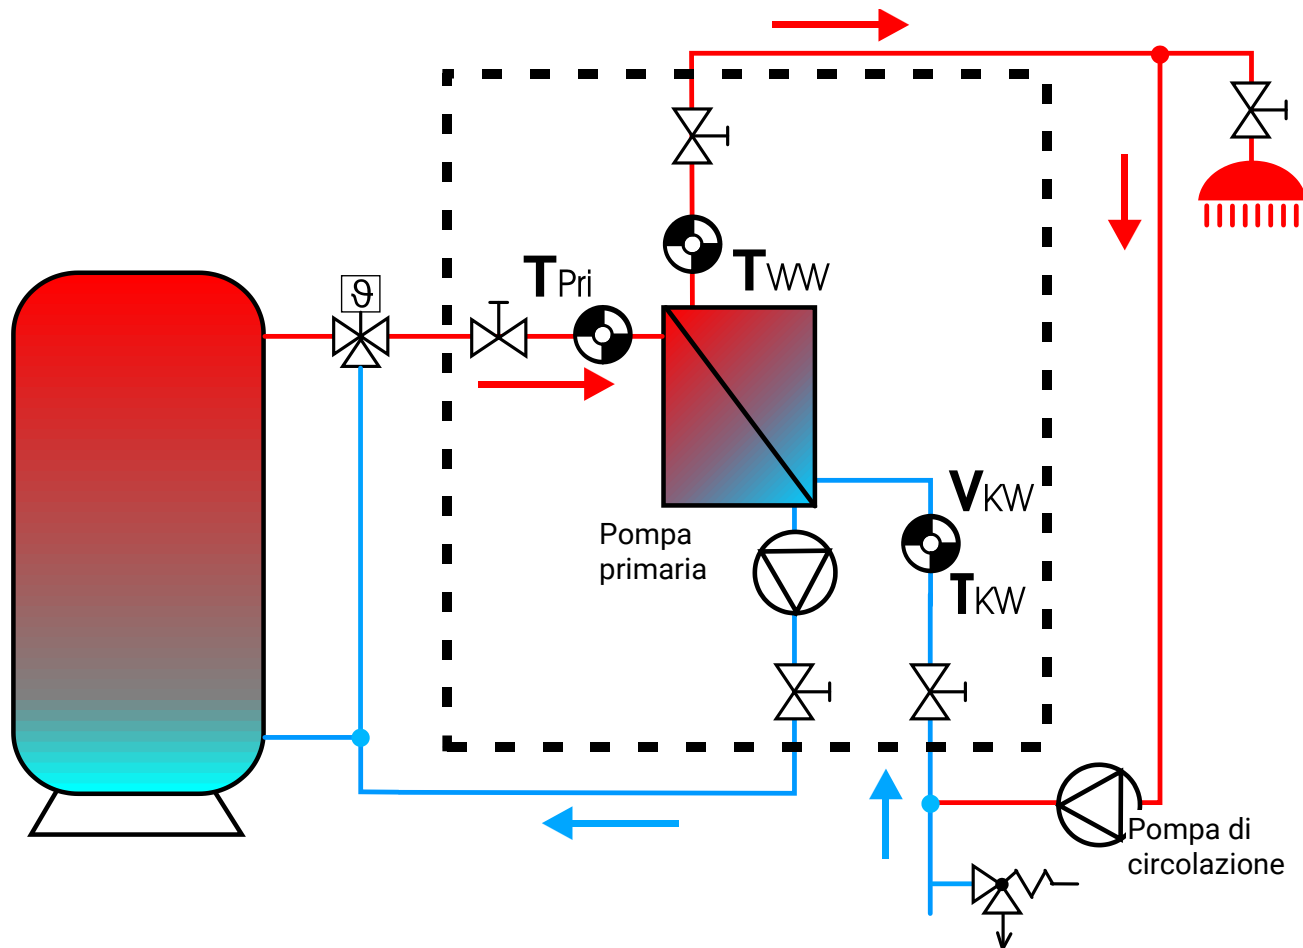 TPri
TWW
ϑ
VKW
Pompa
primaria
TKW
Pompa di
circolazione